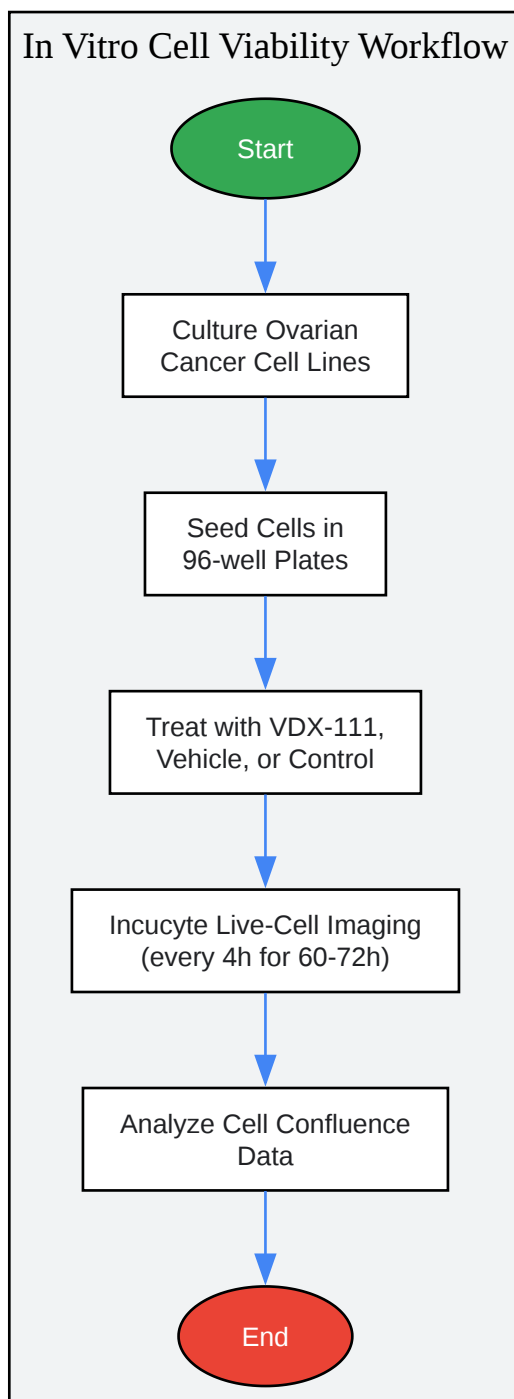 In Vitro Cell Viability Workflow
Start
Culture Ovarian
Cancer Cell Lines
Seed Cells in
96-well Plates
Treat with VDX-111,
Vehicle, or Control
Incucyte Live-Cell Imaging
(every 4h for 60-72h)
Analyze Cell Confluence
Data
End